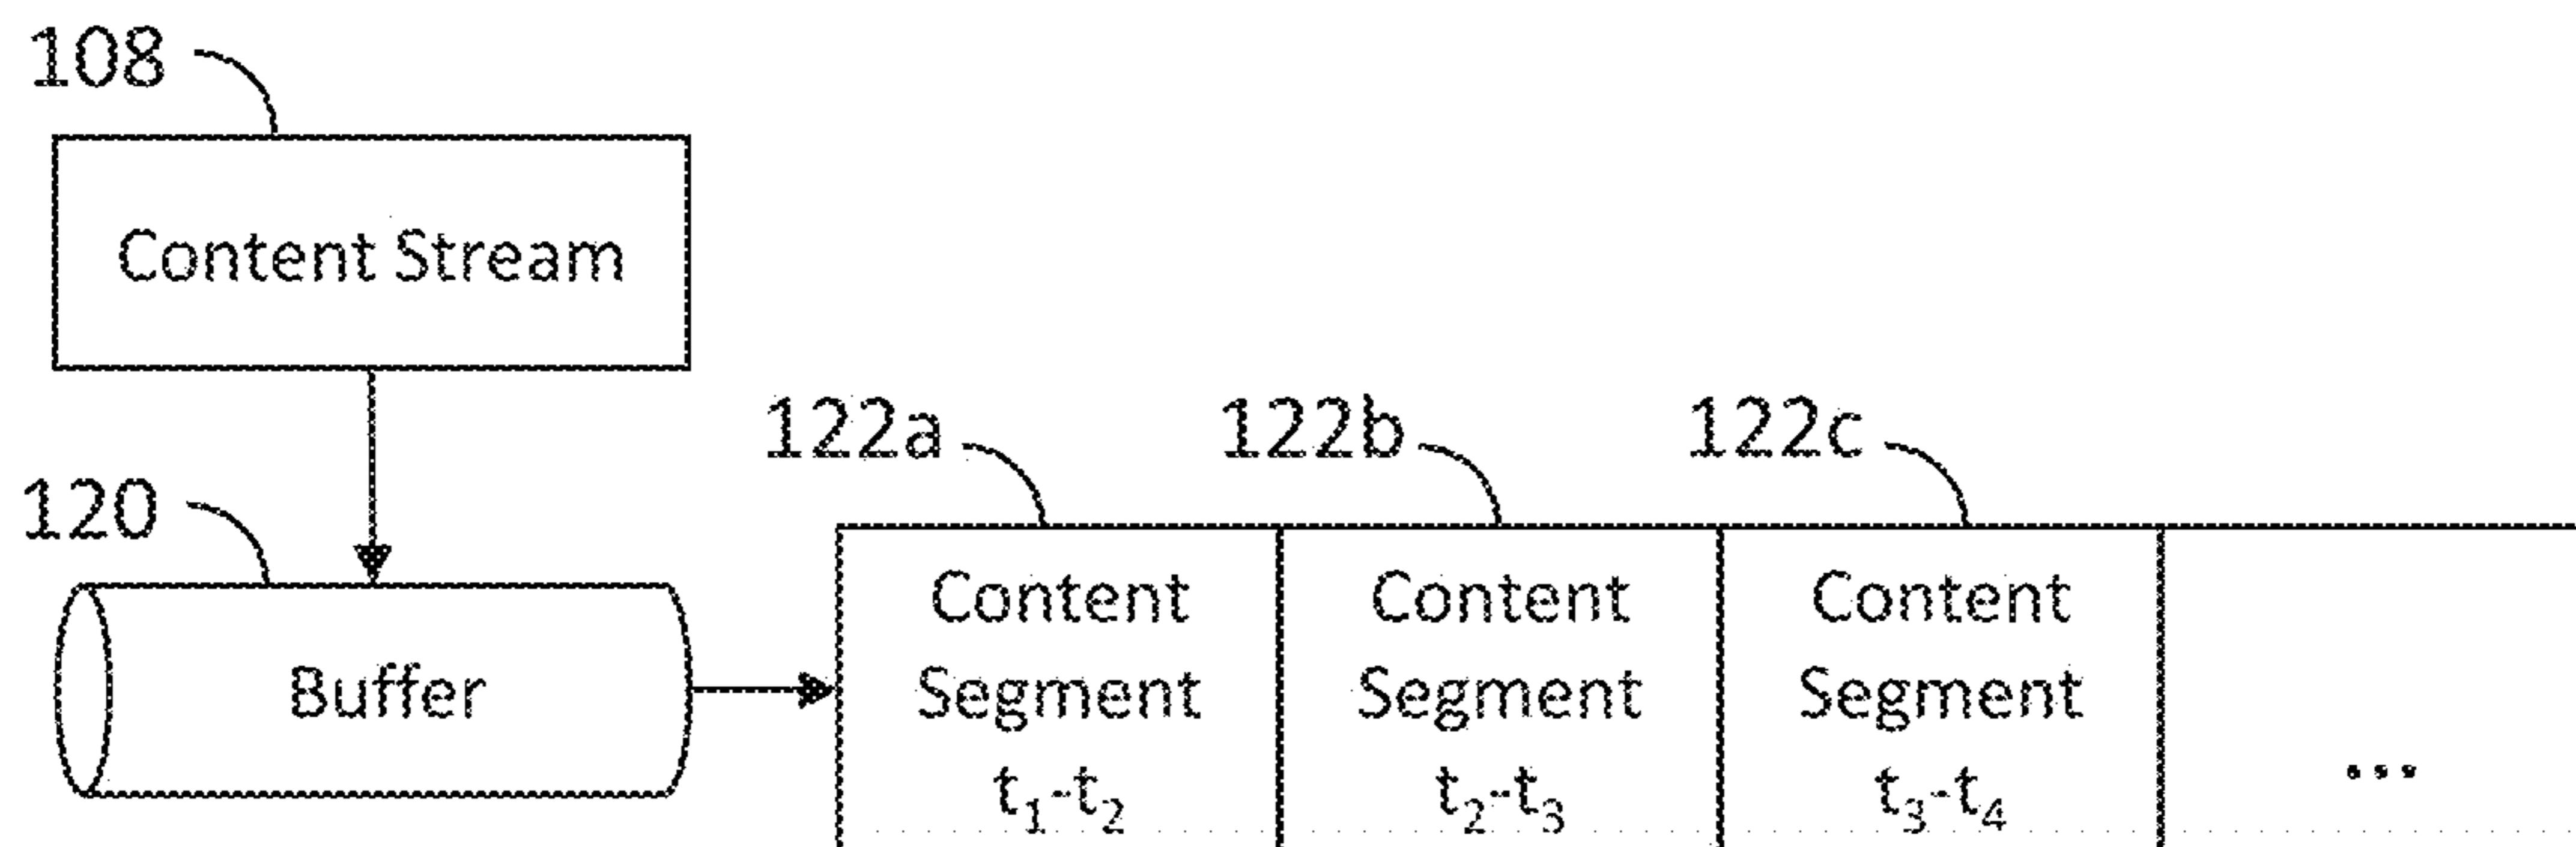 108
Content Stream
120
Buffer
122a
122b
122c
Content
Segment
t₁-t₂
Content
Segment
t₂-t₃
Content
Segment
t₃-t₄
...